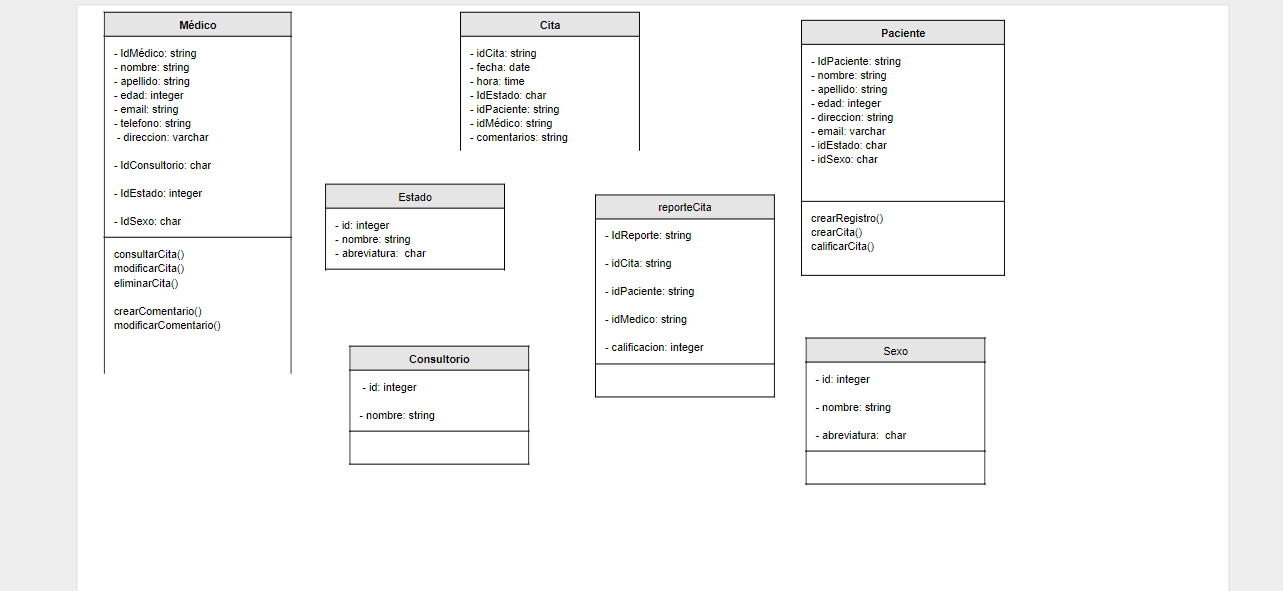 Médico
- IdMédico: string
- nombre: string
- apellido: string
- edad: integer
- email: string
- telefono: string
- direccion: varchar
- IdConsultorio: char
- IdEstado: integer
- IdSexo: char
consultarCita()
modificarCita()
eliminarCita()
crearComentario()
modificarComentario()
Cita
- idCita: string
- fecha: date
- hora: time
- IdEstado: char
- idPaciente: string
- idMédico: string
- comentarios: string
Paciente
- IdPaciente: string
- nombre: string
- apellido: string
- edad: integer
- direccion: string
- email: varchar
- idEstado: char
- idSexo: char
crearRegistro()
crearCita()
calificarCita()
Estado
- id: integer
- nombre: string
- abreviatura:  char
reporteCita
- IdReporte: string
- idCita: string
- idPaciente: string
- idMedico: string
- calificacion: integer
Consultorio
- id: integer
- nombre: string
Sexo
- id: integer
- nombre: string
- abreviatura:  char